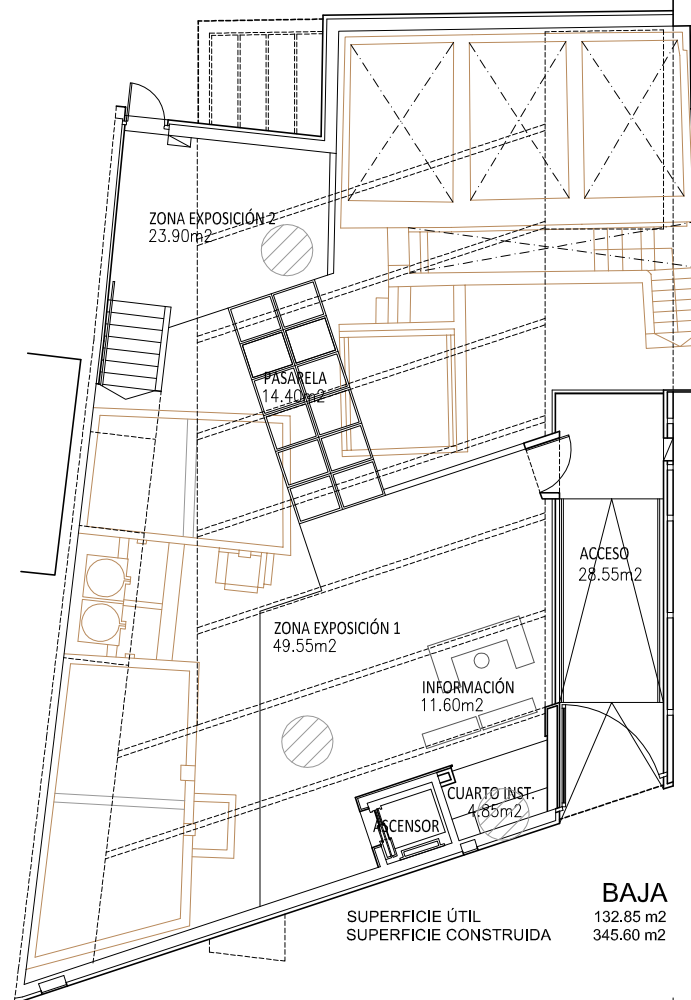 ZONA EXPOSICIÓN 2
23.90m2
PASARELA
14.40m2
ACCESO
28.55m2
ZONA EXPOSICIÓN 1
49.55m2
INFORMACIÓN
11.60m2
CUARTO INST.
4.85m2
ASCENSOR
BAJA
SUPERFICIE ÚTIL 132.85 m2
SUPERFICIE CONSTRUIDA 345.60 m2